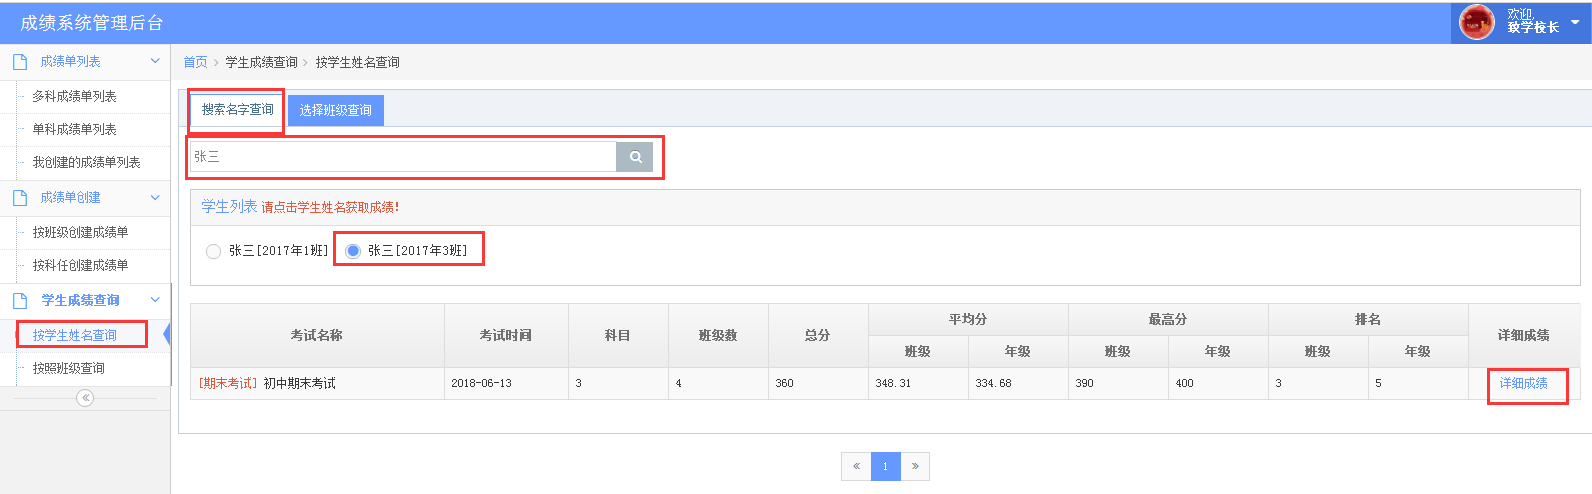 成绩系统管理后台
欢迎,
致学校长
成绩单列表
多科成绩单列表
单科成绩单列表
我创建的成绩单列表
成绩单创建
按班级创建成绩单
按科任创建成绩单
学生成绩查询
按学生姓名查询
按照班级查询
首页 > 学生成绩查询 > 按学生姓名查询
搜索名字查询 选择班级查询
张三
学生列表 请点击学生姓名获取成绩!
张三[2017年1班] 张三[2017年3班]
考试名称 考试时间 科目 班级数 总分 平均分 最高分 排名 详细成绩
班级 年级 班级 年级 班级 年级
[期末考试] 初中期末考试 2018-06-13 3 4 360 348.31 334.68 390 400 3 5 详细成绩
« 1 »